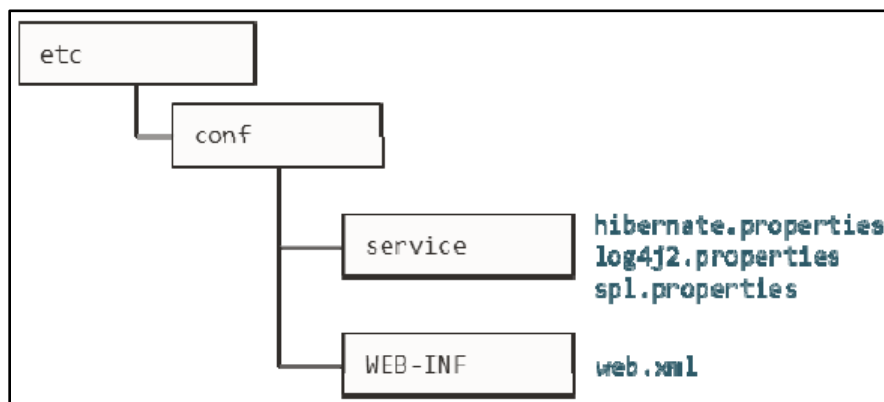 etc
conf
service
hibernate.properties
log4j2.properties
spl.properties
WEB-INF
web.xml